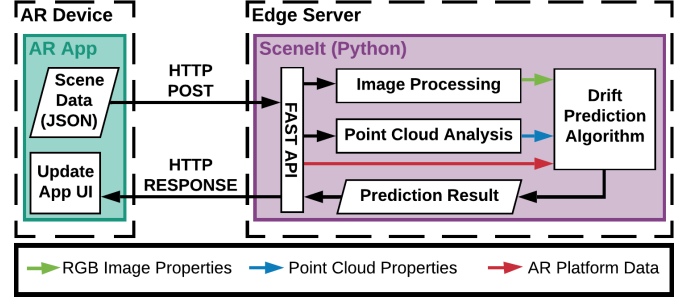 AR Device
Edge Server
AR App
SceneIt (Python)
Scene
Data
(JSON)
HTTP
POST
FAST API
Image Processing
Point Cloud Analysis
Drift
Prediction
Algorithm
Update
App UI
HTTP
RESPONSE
Prediction Result
RGB Image Properties
Point Cloud Properties
AR Platform Data